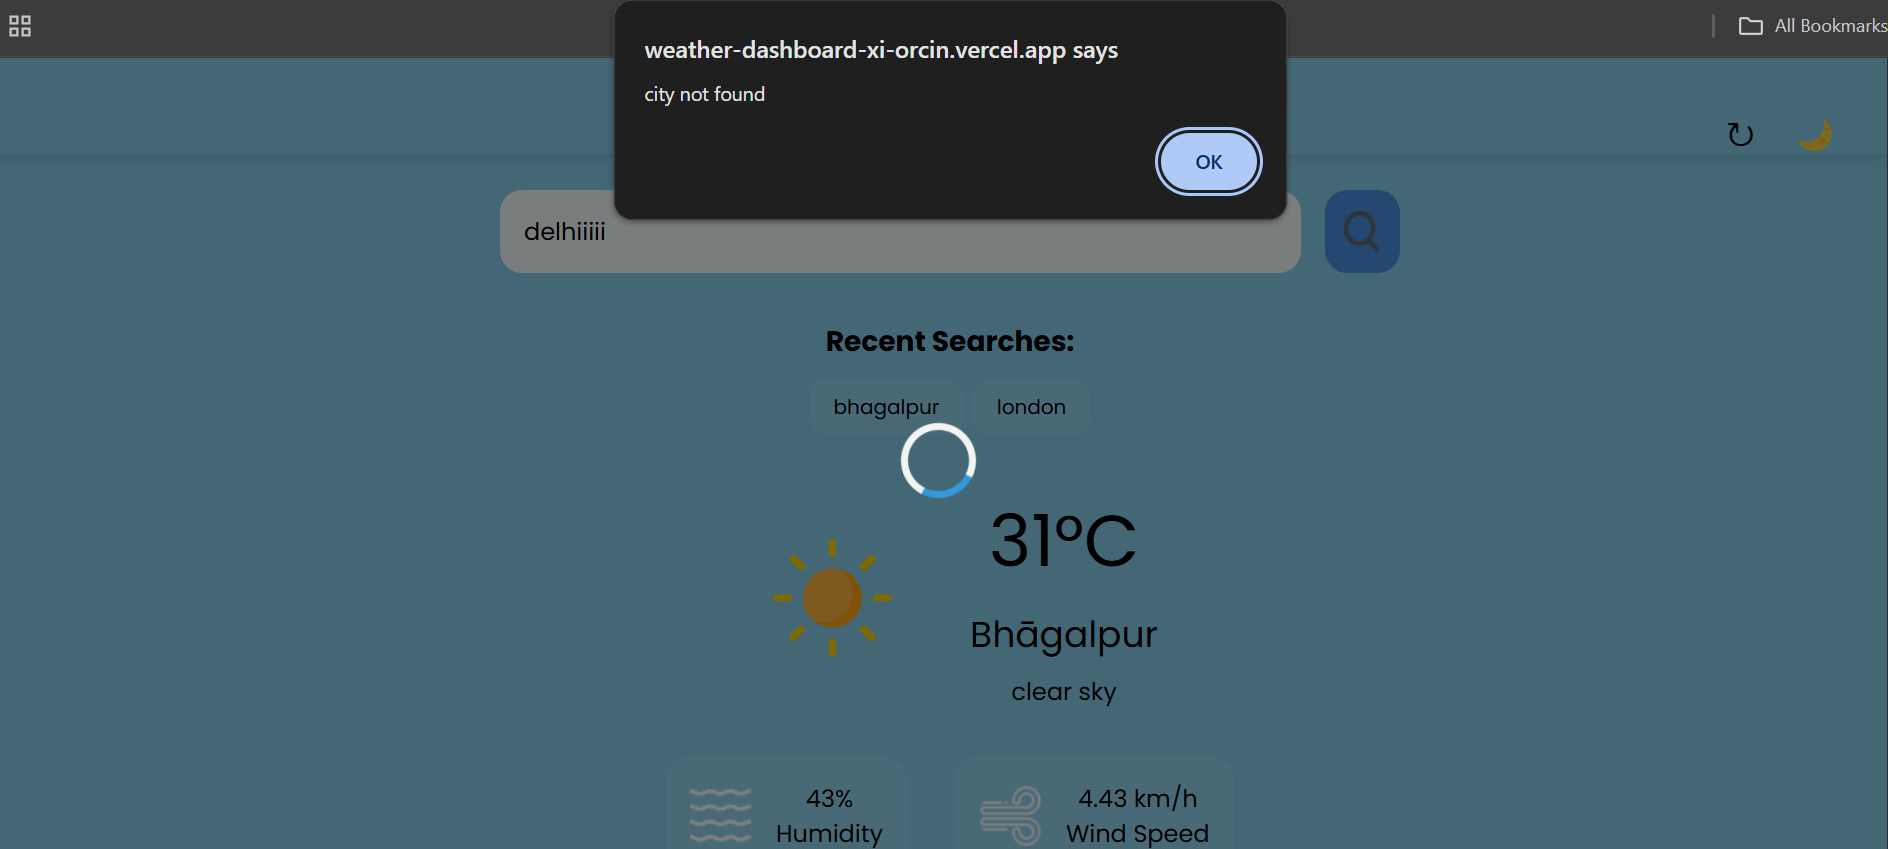 All Bookmarks
weather-dashboard-xi-orcin.vercel.app says
city not found
OK
delhiiiii
Recent Searches:
bhagalpur london
31°C
Bhāgalpur
clear sky
43%
Humidity
4.43 km/h
Wind Speed